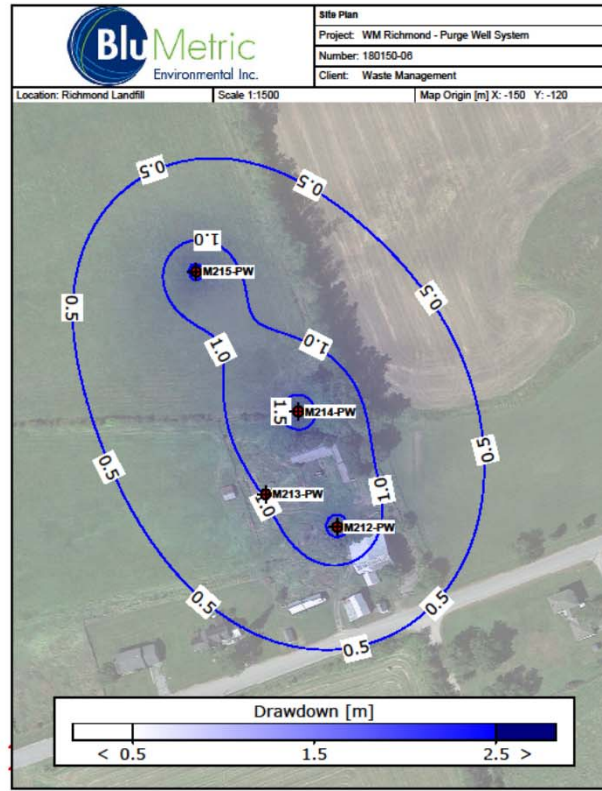 BluMetric
Environmental Inc.
Site Plan
Project: WM Richmond - Purge Well System
Number: 180150-06
Client: Waste Management
Location: Richmond Landfill
Scale 1:1500
Map Origin [m] X: -150 Y: -120
0.5
0.5
1.0
M215-PW
0.5
0.5
1.0
1.0
1.5
M214-PW
0.5
0.5
1.0
M213-PW
1.0
M212-PW
0.5
0.5
0.5
Drawdown [m]
< 0.5 1.5 2.5 >